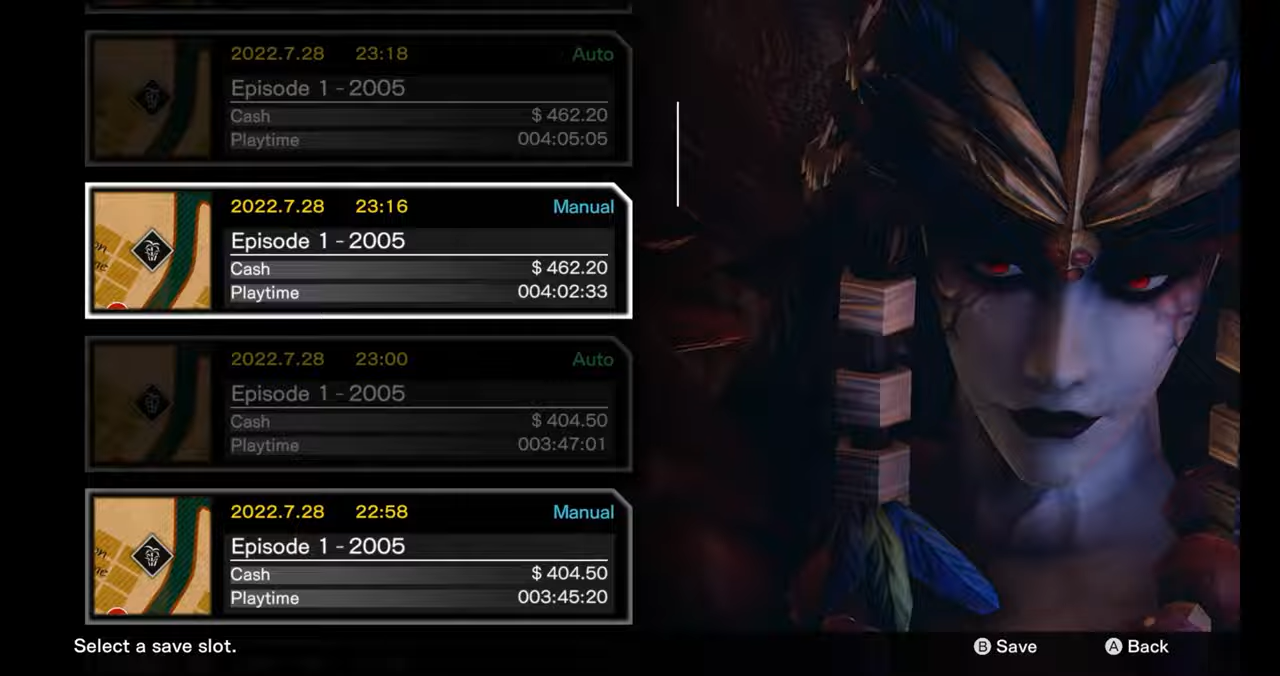 2022.7.28 23:18 Auto
Episode 1 - 2005
Cash $ 462.20
Playtime 004:05:05
2022.7.28 23:16 Manual
Episode 1 - 2005
Cash $ 462.20
Playtime 004:02:33
2022.7.28 23:00 Auto
Episode 1 - 2005
Cash $ 404.50
Playtime 003:47:01
2022.7.28 22:58 Manual
Episode 1 - 2005
Cash $ 404.50
Playtime 003:45:20
Select a save slot.
B Save A Back